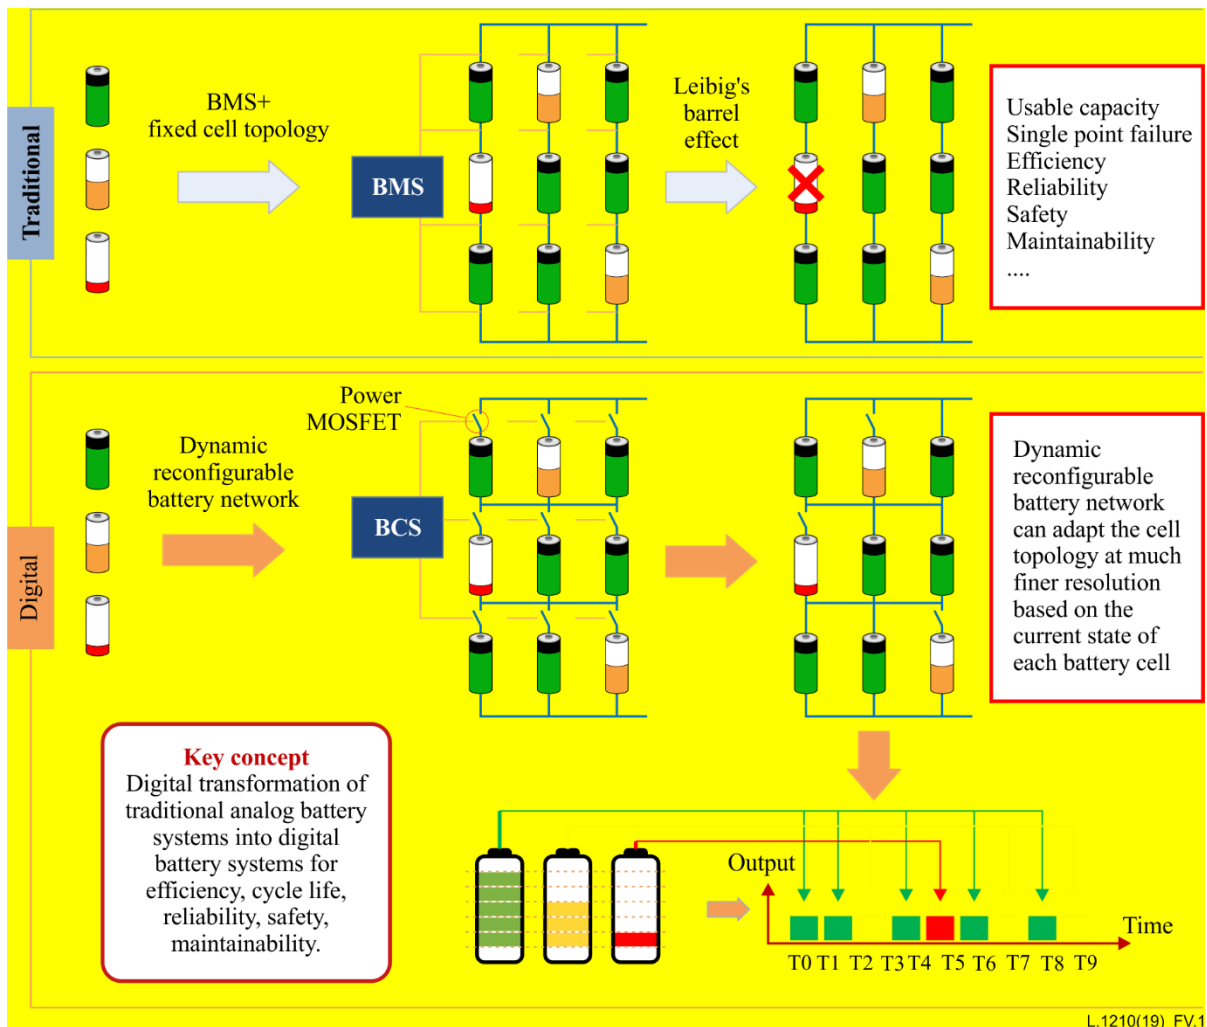 Traditional
BMS+
fixed cell topology
BMS
Leibig's
barrel
effect
Usable capacity
Single point failure
Efficiency
Reliability
Safety
Maintainability
....
Digital
Dynamic
reconfigurable
battery network
Power
MOSFET
BCS
Dynamic
reconfigurable
battery network
can adapt the cell
topology at much
finer resolution
based on the
current state of
each battery cell
Key concept
Digital transformation of
traditional analog battery
systems into digital
battery systems for
efficiency, cycle life,
reliability, safety,
maintainability.
Output
Time
T0 T1 T2 T3 T4 T5 T6 T7 T8 T9
L.1210(19)_FV.1